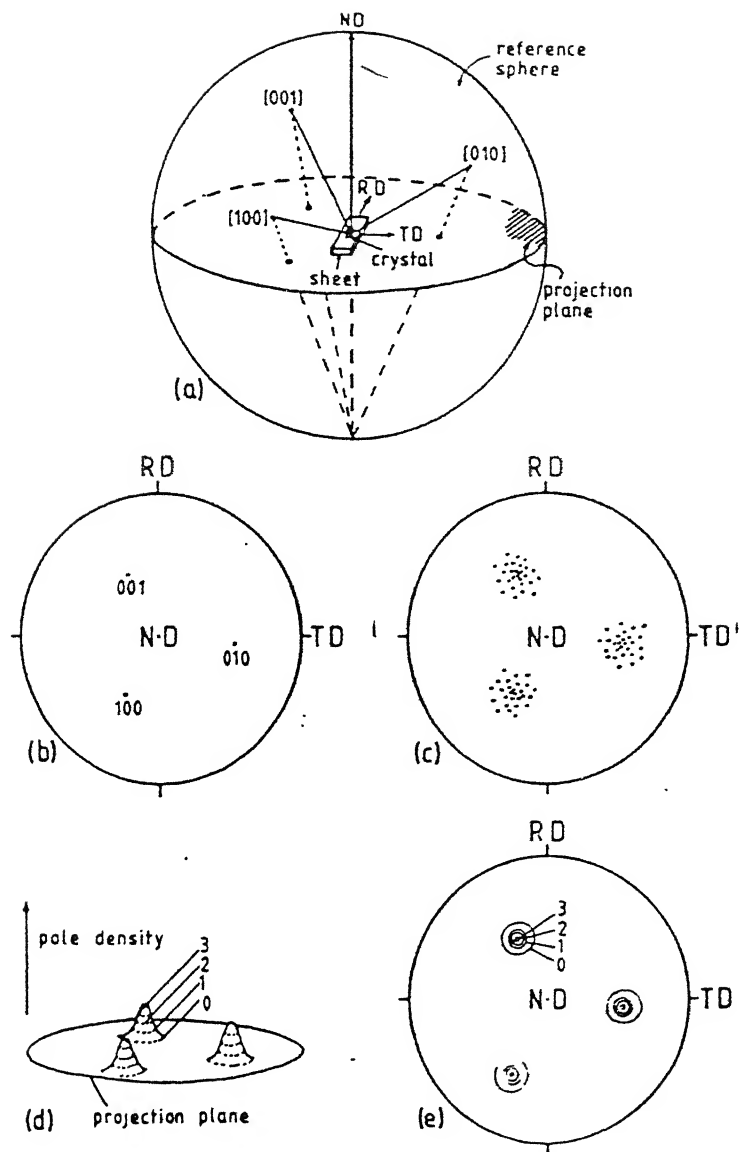 ND
reference
sphere
[001]
[010]
RD
[100]
TD
crystal
sheet
projection
plane
(a)
RD
RD
001
N·D
TD
010
100
(b)
N·D
TD
(c)
RD
pole density
3
2
1
0
projection plane
(d)
3
2
1
0
N·D
TD
(e)